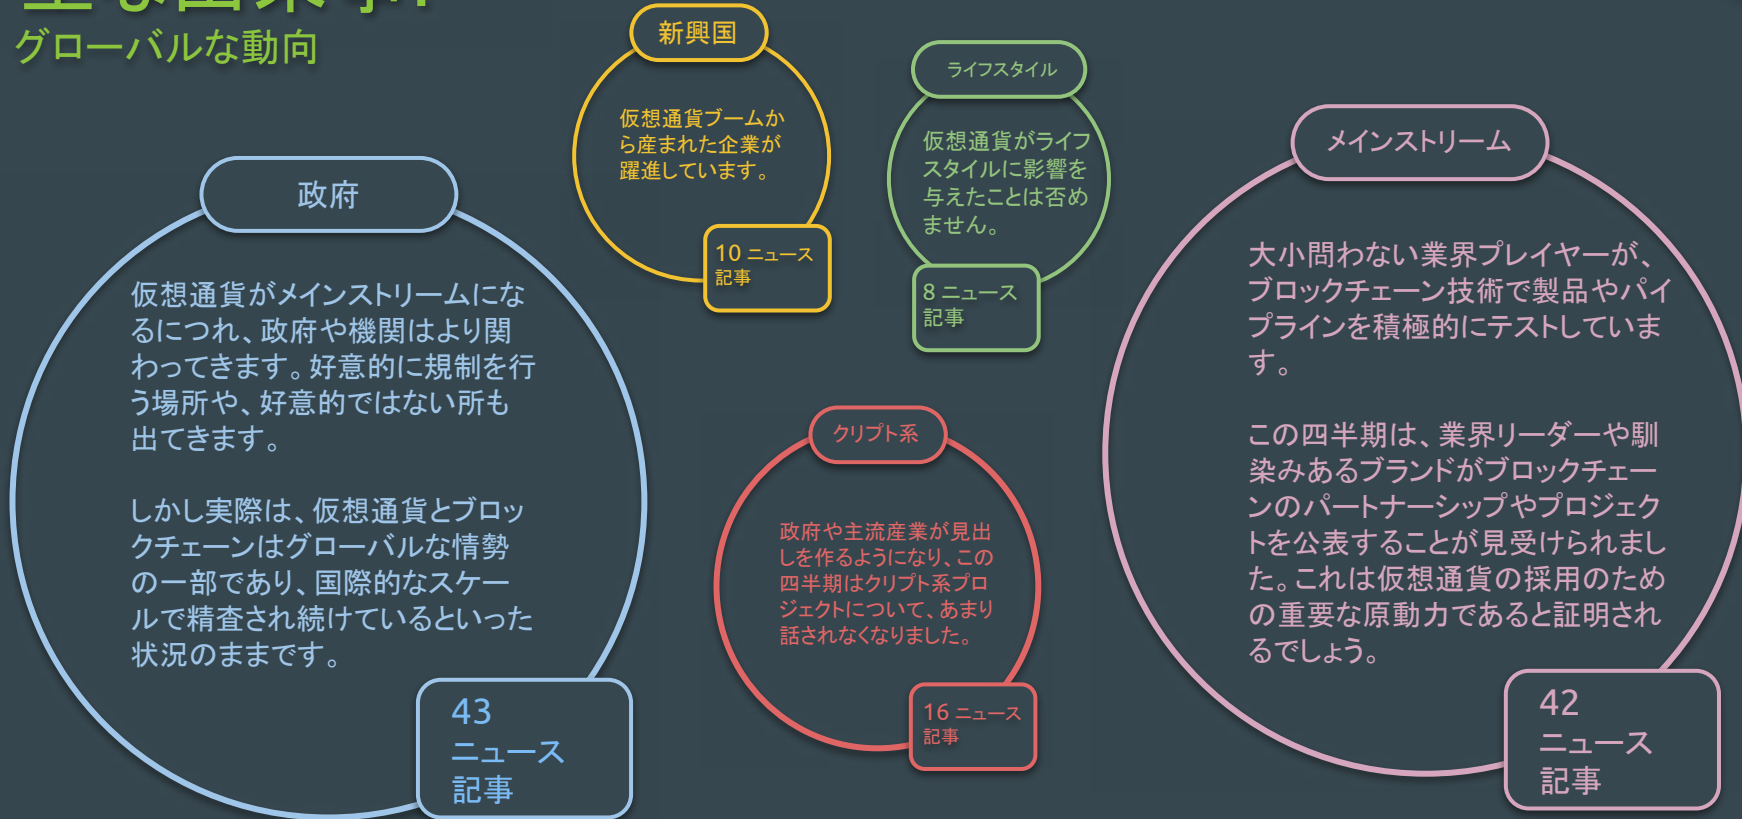 グローバルな動向
新興国
仮想通貨ブームか
ら産まれた企業が
躍進しています。
10 ニュース
記事
ライフスタイル
仮想通貨がライフ
スタイルに影響を
与えたことは否め
ません。
8 ニュース
記事
政府
仮想通貨がメインストリームにな
るにつれ、政府や機関はより関
わってきます。好意的に規制を行
う場所や、好意的ではない所も
出てきます。
しかし実際は、仮想通貨とブロッ
クチェーンはグローバルな情勢
の一部であり、国際的なスケー
ルで精査され続けているといった
状況のままです。
43
ニュース
記事
クリプト系
政府や主流産業が見出
しを作るようになり、この
四半期はクリプト系プロ
ジェクトについて、あまり
話されなくなりました。
16 ニュース
記事
メインストリーム
大小問わない業界プレイヤーが、
ブロックチェーン技術で製品やパイ
プラインを積極的にテストしていま
す。
この四半期は、業界リーダーや馴
染みあるブランドがブロックチェー
ンのパートナーシップやプロジェク
トを公表することが見受けられまし
た。これは仮想通貨の採用のため
の重要な原動力であると証明され
るでしょう。
42
ニュース
記事